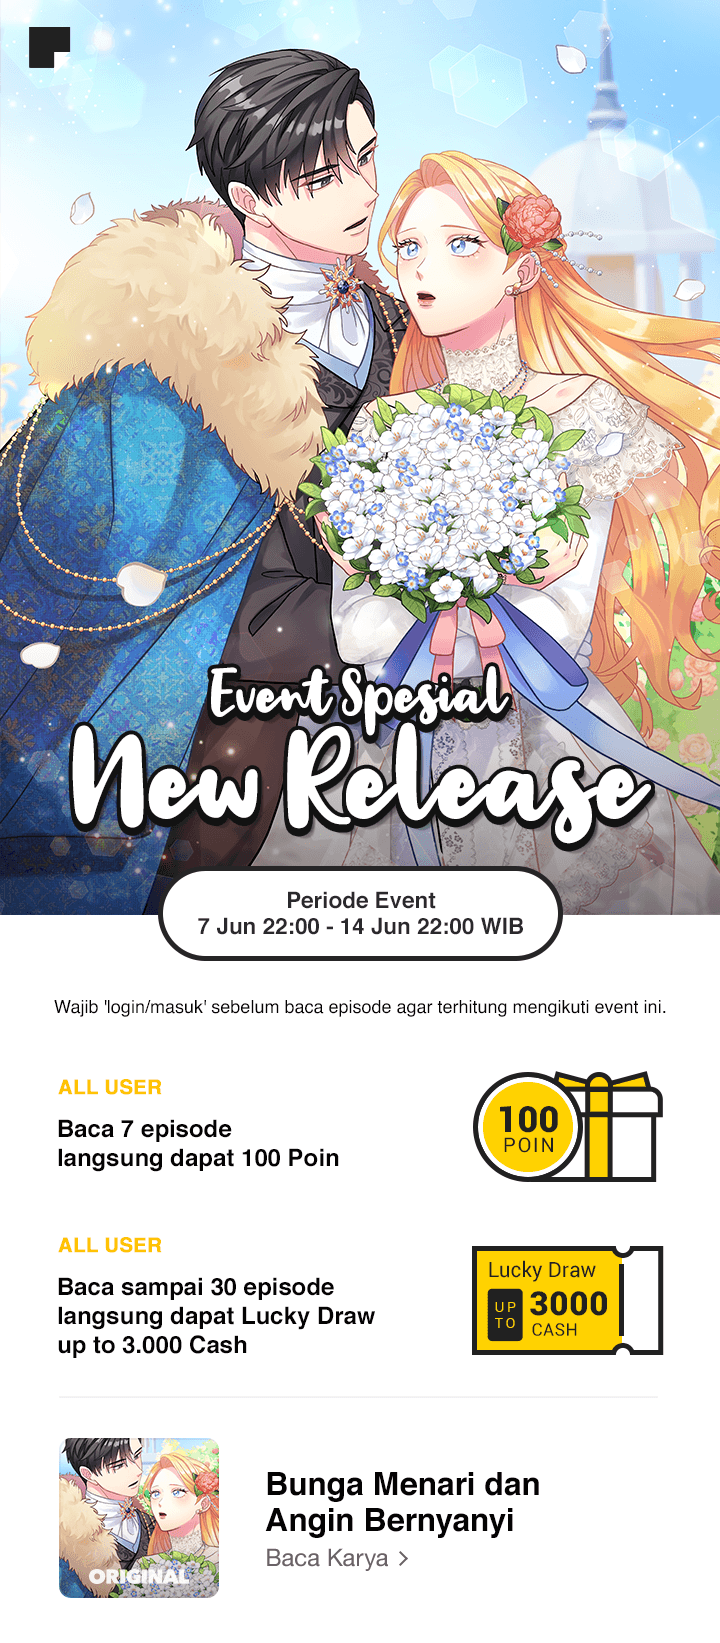 Event Spesial
New Release
Periode Event
7 Jun 22:00 - 14 Jun 22:00 WIB
Wajib 'login/masuk' sebelum baca episode agar terhitung mengikuti event ini.
ALL USER
Baca 7 episode
langsung dapat 100 Poin
100
POIN
ALL USER
Baca sampai 30 episode
langsung dapat Lucky Draw
up to 3.000 Cash
Lucky Draw
UP
TO
3000
CASH
ORIGINAL
Bunga Menari dan
Angin Bernyanyi
Baca Karya >